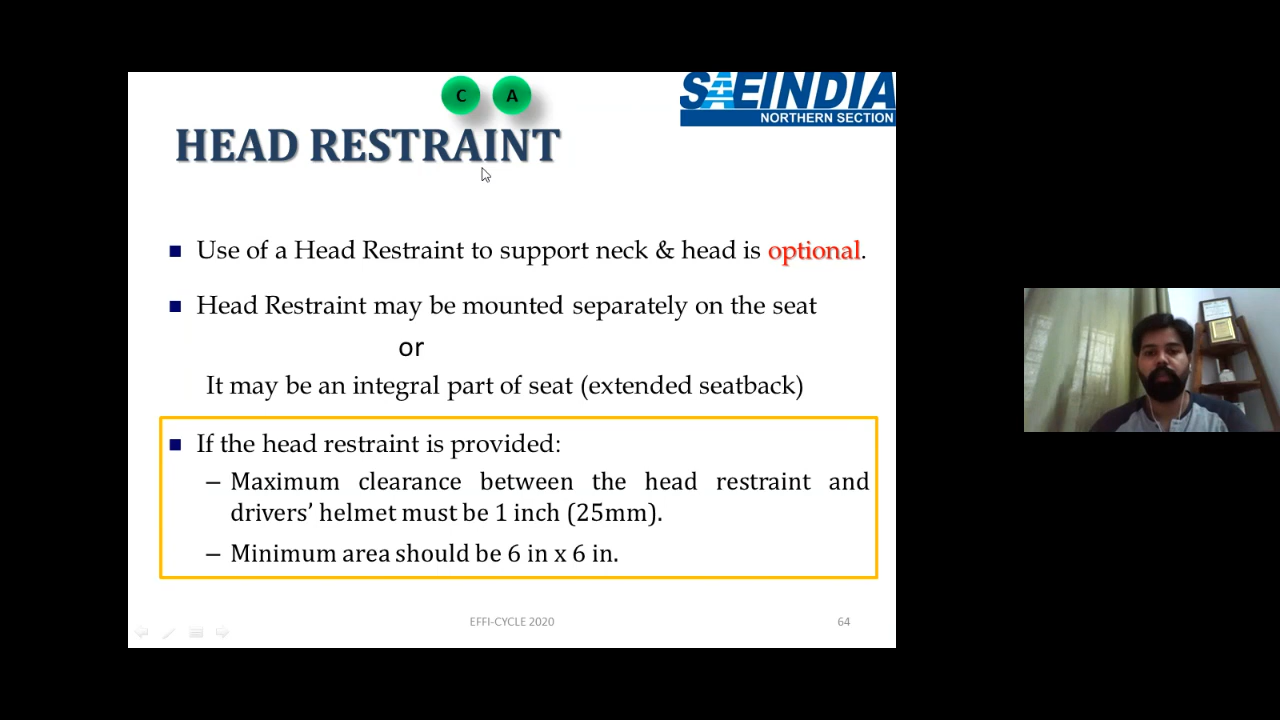 C A
SAEINDIA
NORTHERN SECTION
HEAD RESTRAINT
Use of a Head Restraint to support neck & head is optional.
Head Restraint may be mounted separately on the seat
or
It may be an integral part of seat (extended seatback)
If the head restraint is provided:
– Maximum clearance between the head restraint and
drivers’ helmet must be 1 inch (25mm).
– Minimum area should be 6 in x 6 in.
EFFI-CYCLE 2020
64